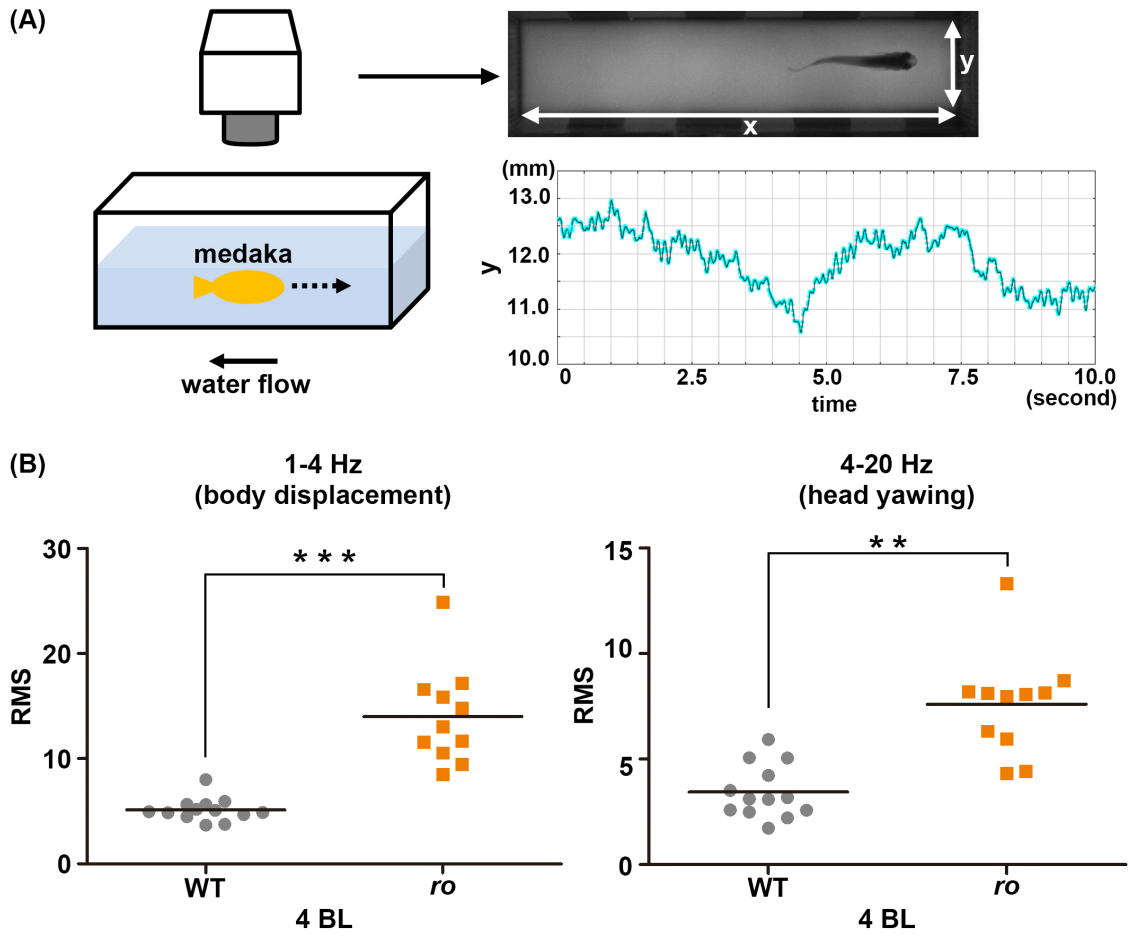 (A)
y
x
medaka
water flow
(mm)
13.0
12.0
11.0
10.0
y
0 2.5 5.0 7.5 10.0
time (second)
(B)
1-4 Hz
(body displacement)
30
20
10
0
RMS
* * *
WT ro
4 BL
4-20 Hz
(head yawing)
15
10
5
0
RMS
* *
WT ro
4 BL